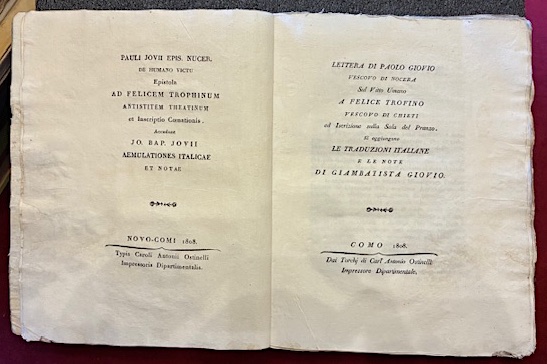 PAULI JOVII EPIS. NUCER.
DE HUMANO VICTU
Epistola
AD FELICEM TROPHINUM
ANTISTITEM THEATINUM
et Inscriptio Coenationis.
Accedunt
JO. BAP. JOVII
AEMULATIONES ITALICAE
ET NOTAE
NOVO-COMI 1808.
Typis Caroli Antonii Ostinelli
Impressoris Dipartimentalis.
LETTERA DI PAOLO GIOVIO
VESCOVO DI NOCERA
Sul Vitto Umano
A FELICE TROFINO
VESCOVO DI CHIETI
ed Iscrizione sulla Sala del Pranzo.
Si aggiungono
LE TRADUZIONI ITALIANE
E LE NOTE
DI GIAMBATISTA GIOVIO.
COMO 1808.
Dai Torchj di Carl' Antonio Ostinelli
Impressore Dipartimentale.